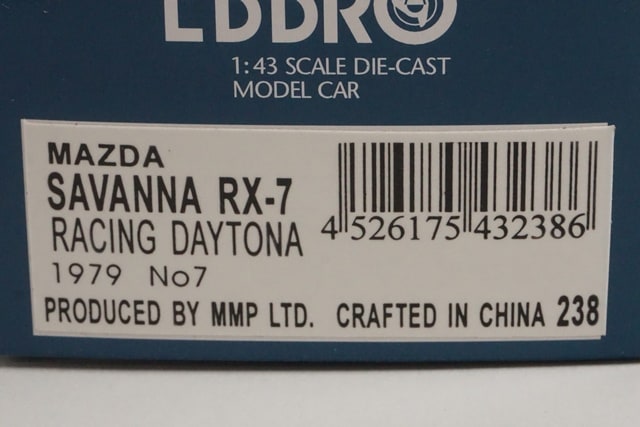 EBBRO
1:43 SCALE DIE-CAST
MODEL CAR
MAZDA
SAVANNA RX-7
RACING DAYTONA
1979 No7
4 526175 432386
PRODUCED BY MMP LTD. CRAFTED IN CHINA 238